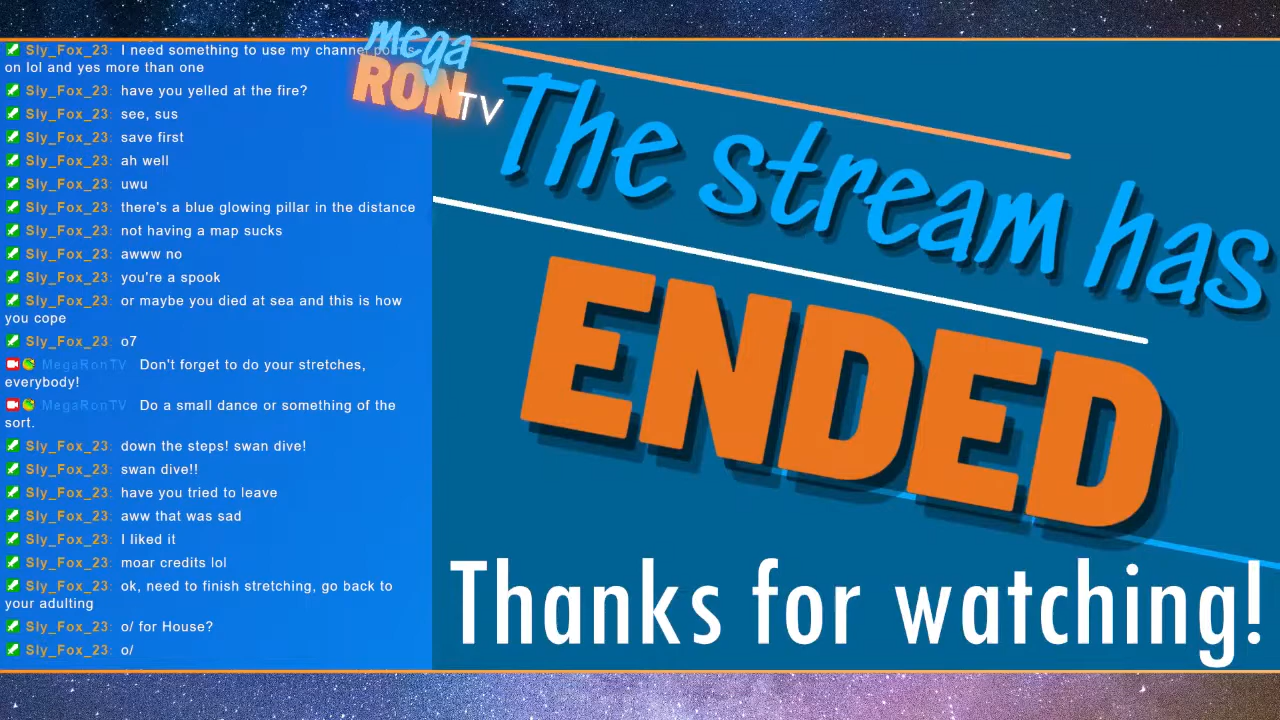 Sly_Fox_23: I need something to use my channel points
on lol and yes more than one
Sly_Fox_23: have you yelled at the fire?
Sly_Fox_23: see, sus
Sly_Fox_23: save first
Sly_Fox_23: ah well
Sly_Fox_23: uwu
Sly_Fox_23: there's a blue glowing pillar in the distance
Sly_Fox_23: not having a map sucks
Sly_Fox_23: awww no
Sly_Fox_23: you're a spook
Sly_Fox_23: or maybe you died at sea and this is how
you cope
Sly_Fox_23: o7
MegaRonTV Don't forget to do your stretches,
everybody!
MegaRonTV Do a small dance or something of the
sort.
Sly_Fox_23: down the steps! swan dive!
Sly_Fox_23: swan dive!!
Sly_Fox_23: have you tried to leave
Sly_Fox_23: aww that was sad
Sly_Fox_23: I liked it
Sly_Fox_23: moar credits lol
Sly_Fox_23: ok, need to finish stretching, go back to
your adulting
Sly_Fox_23: o/ for House?
Sly_Fox_23: o/
mega
RON TV
The stream has
ENDED
Thanks for watching!